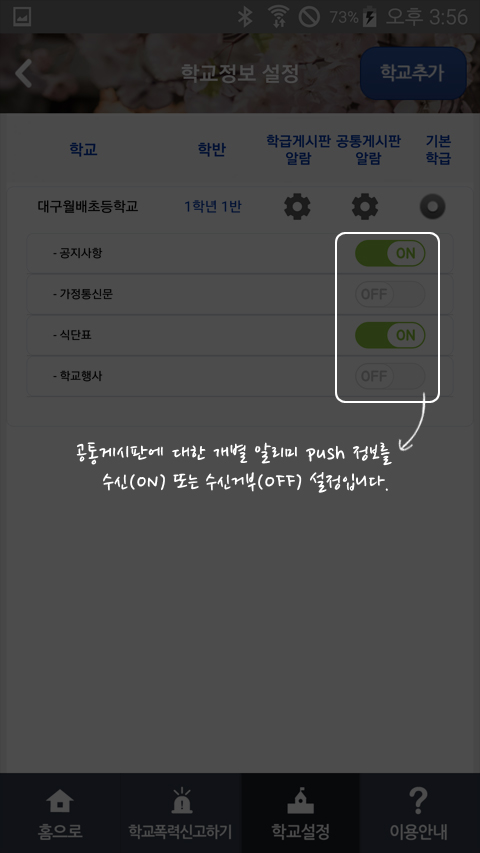 73% 오후 3:56
학교정보 설정 학교추가
학교 학반 학급게시판 알람 공통게시판 알람 기본 학급
대구월배초등학교 1학년 1반
- 공지사항 ON
- 가정통신문 OFF
- 식단표 ON
- 학교행사 OFF
공통게시판에 대한 개별 알리미 push 정보를
수신(ON) 또는 수신거부(OFF) 설정입니다.
홈으로 학교폭력신고하기 학교설정 이용안내